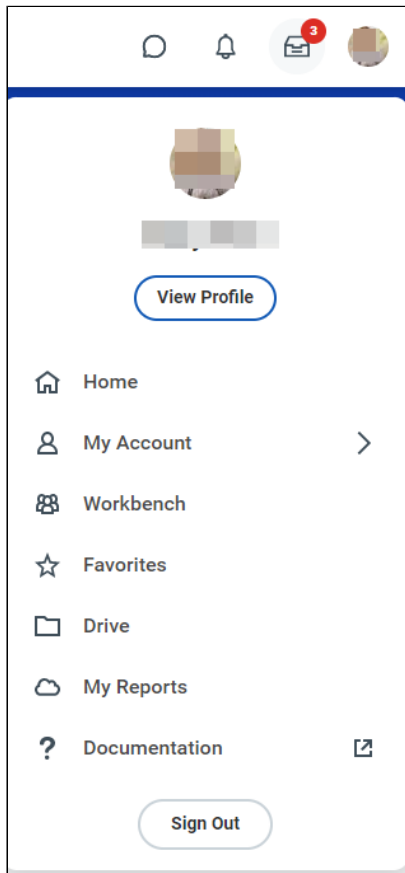 3
View Profile
Home
My Account
Workbench
Favorites
Drive
My Reports
Documentation
Sign Out